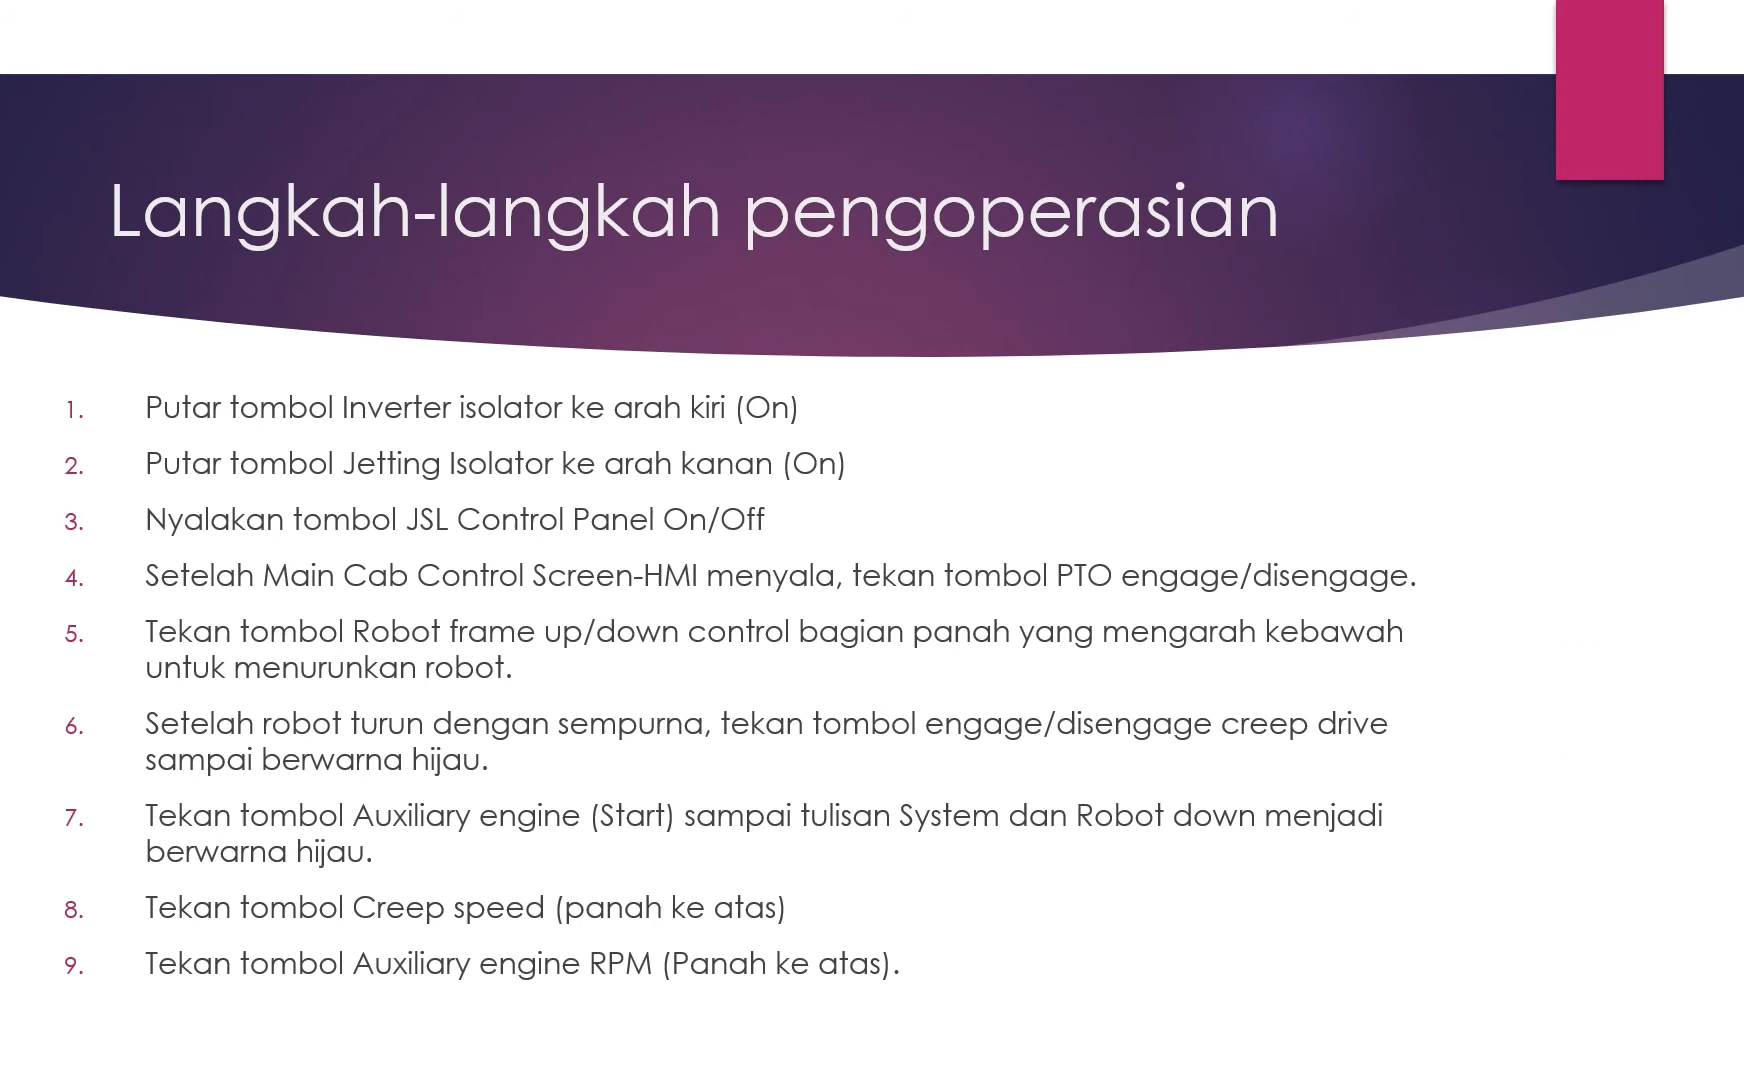 Langkah-langkah pengoperasian
1. Putar tombol Inverter isolator ke arah kiri (On)
2. Putar tombol Jetting Isolator ke arah kanan (On)
3. Nyalakan tombol JSL Control Panel On/Off
4. Setelah Main Cab Control Screen-HMI menyala, tekan tombol PTO engage/disengage.
5. Tekan tombol Robot frame up/down control bagian panah yang mengarah kebawah
untuk menurunkan robot.
6. Setelah robot turun dengan sempurna, tekan tombol engage/disengage creep drive
sampai berwarna hijau.
7. Tekan tombol Auxiliary engine (Start) sampai tulisan System dan Robot down menjadi
berwarna hijau.
8. Tekan tombol Creep speed (panah ke atas)
9. Tekan tombol Auxiliary engine RPM (Panah ke atas).